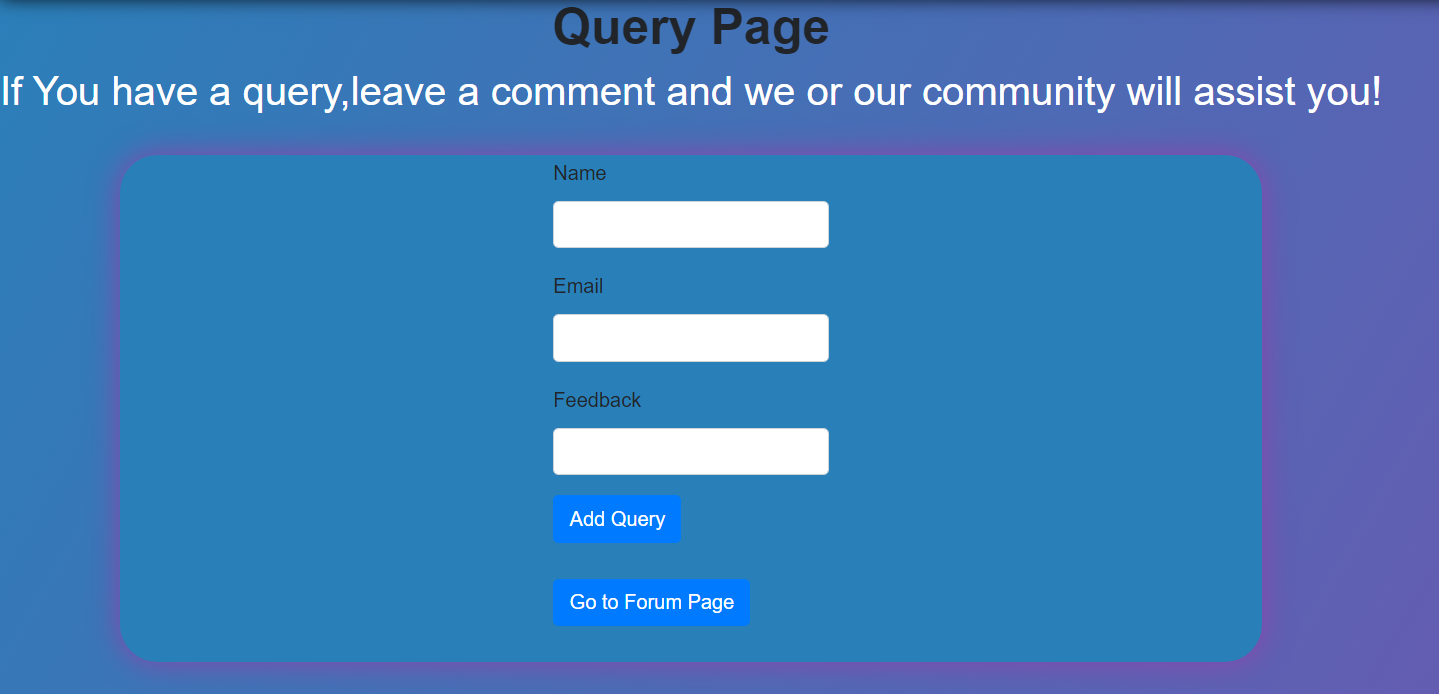 Query Page
If You have a query,leave a comment and we or our community will assist you!
Name
Email
Feedback
Add Query
Go to Forum Page